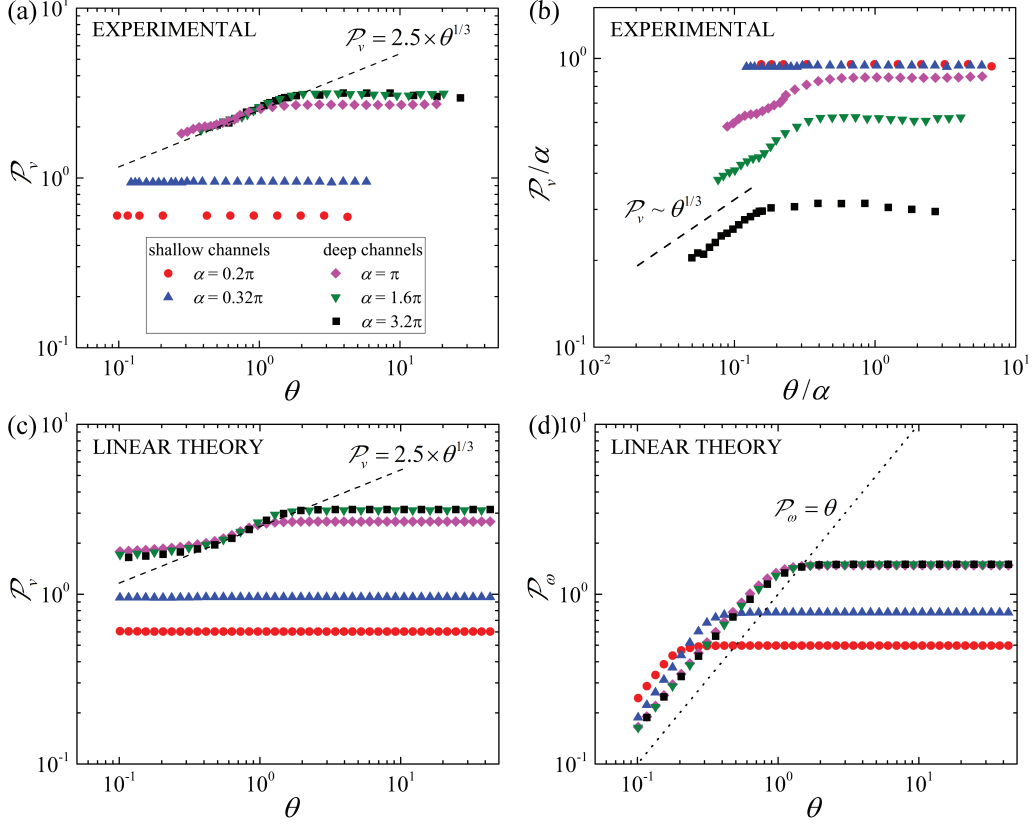 (a)
EXPERIMENTAL
𝒫ᵥ = 2.5 × θ^{1/3}
10¹
10⁰
10⁻¹
𝒫ᵥ
shallow channels
deep channels
α = 0.2π
α = π
α = 0.32π
α = 1.6π
α = 3.2π
10⁻¹ 10⁰ 10¹
θ
(b)
EXPERIMENTAL
10⁰
10⁻¹
𝒫ᵥ/α
𝒫ᵥ ~ θ^{1/3}
10⁻² 10⁻¹ 10⁰ 10¹
θ/α
(c)
LINEAR THEORY
𝒫ᵥ = 2.5 × θ^{1/3}
10¹
10⁰
10⁻¹
𝒫ᵥ
10⁻¹ 10⁰ 10¹
θ
(d)
LINEAR THEORY
𝒫_ω = θ
10¹
10⁰
10⁻¹
𝒫_ω
10⁻¹ 10⁰ 10¹
θ